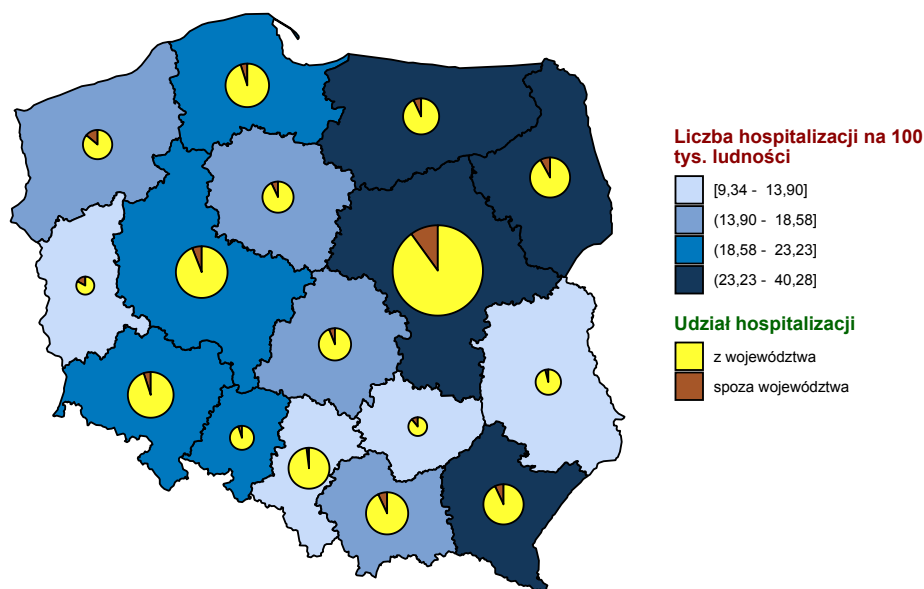 Liczba hospitalizacji na 100
tys. ludności
[9,34 - 13,90]
(13,90 - 18,58]
(18,58 - 23,23]
(23,23 - 40,28]
Udział hospitalizacji
z województwa
spoza województwa